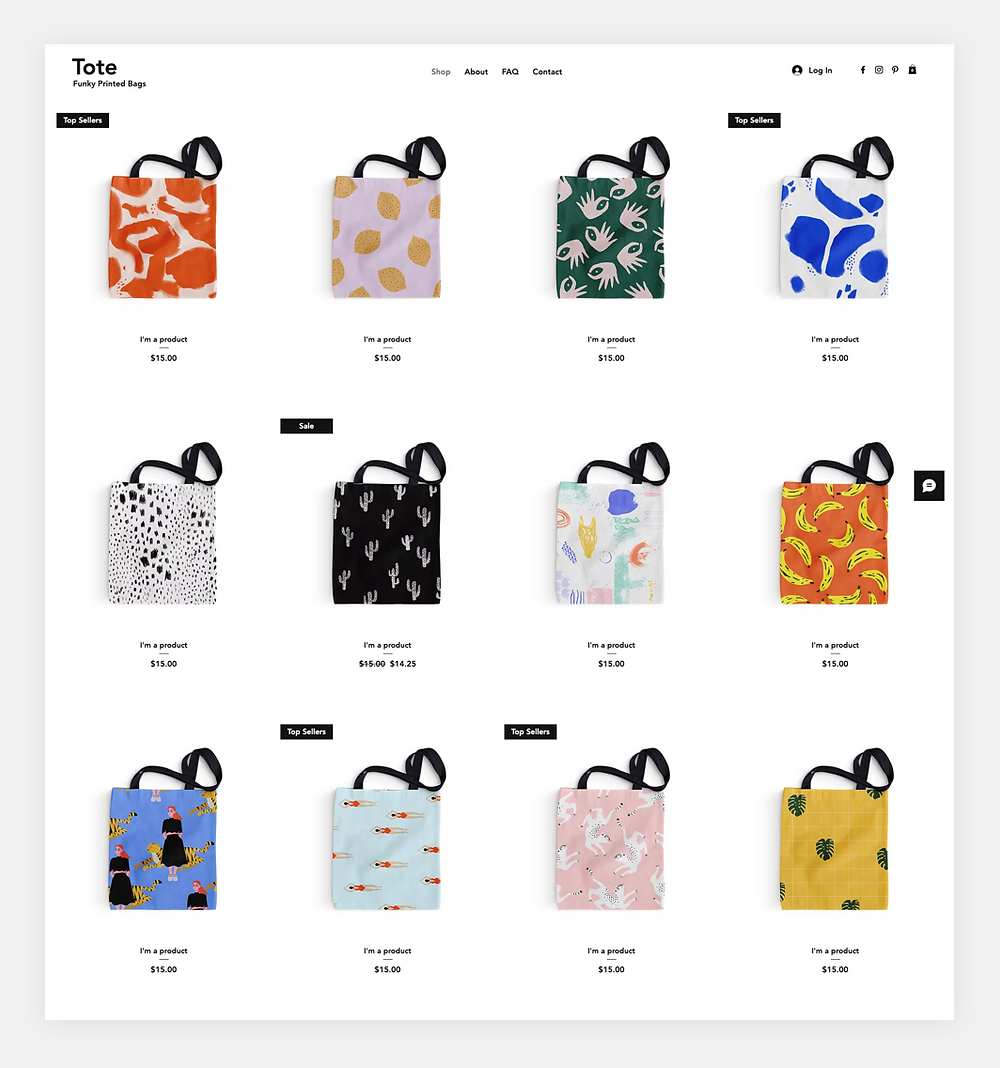 Tote
Funky Printed Bags
Shop About FAQ Contact
Log In
Top Sellers
Top Sellers
I'm a product
$15.00
I'm a product
$15.00
I'm a product
$15.00
I'm a product
$15.00
Sale
I'm a product
$15.00
I'm a product
$15.00 $14.25
I'm a product
$15.00
I'm a product
$15.00
Top Sellers
Top Sellers
I'm a product
$15.00
I'm a product
$15.00
I'm a product
$15.00
I'm a product
$15.00